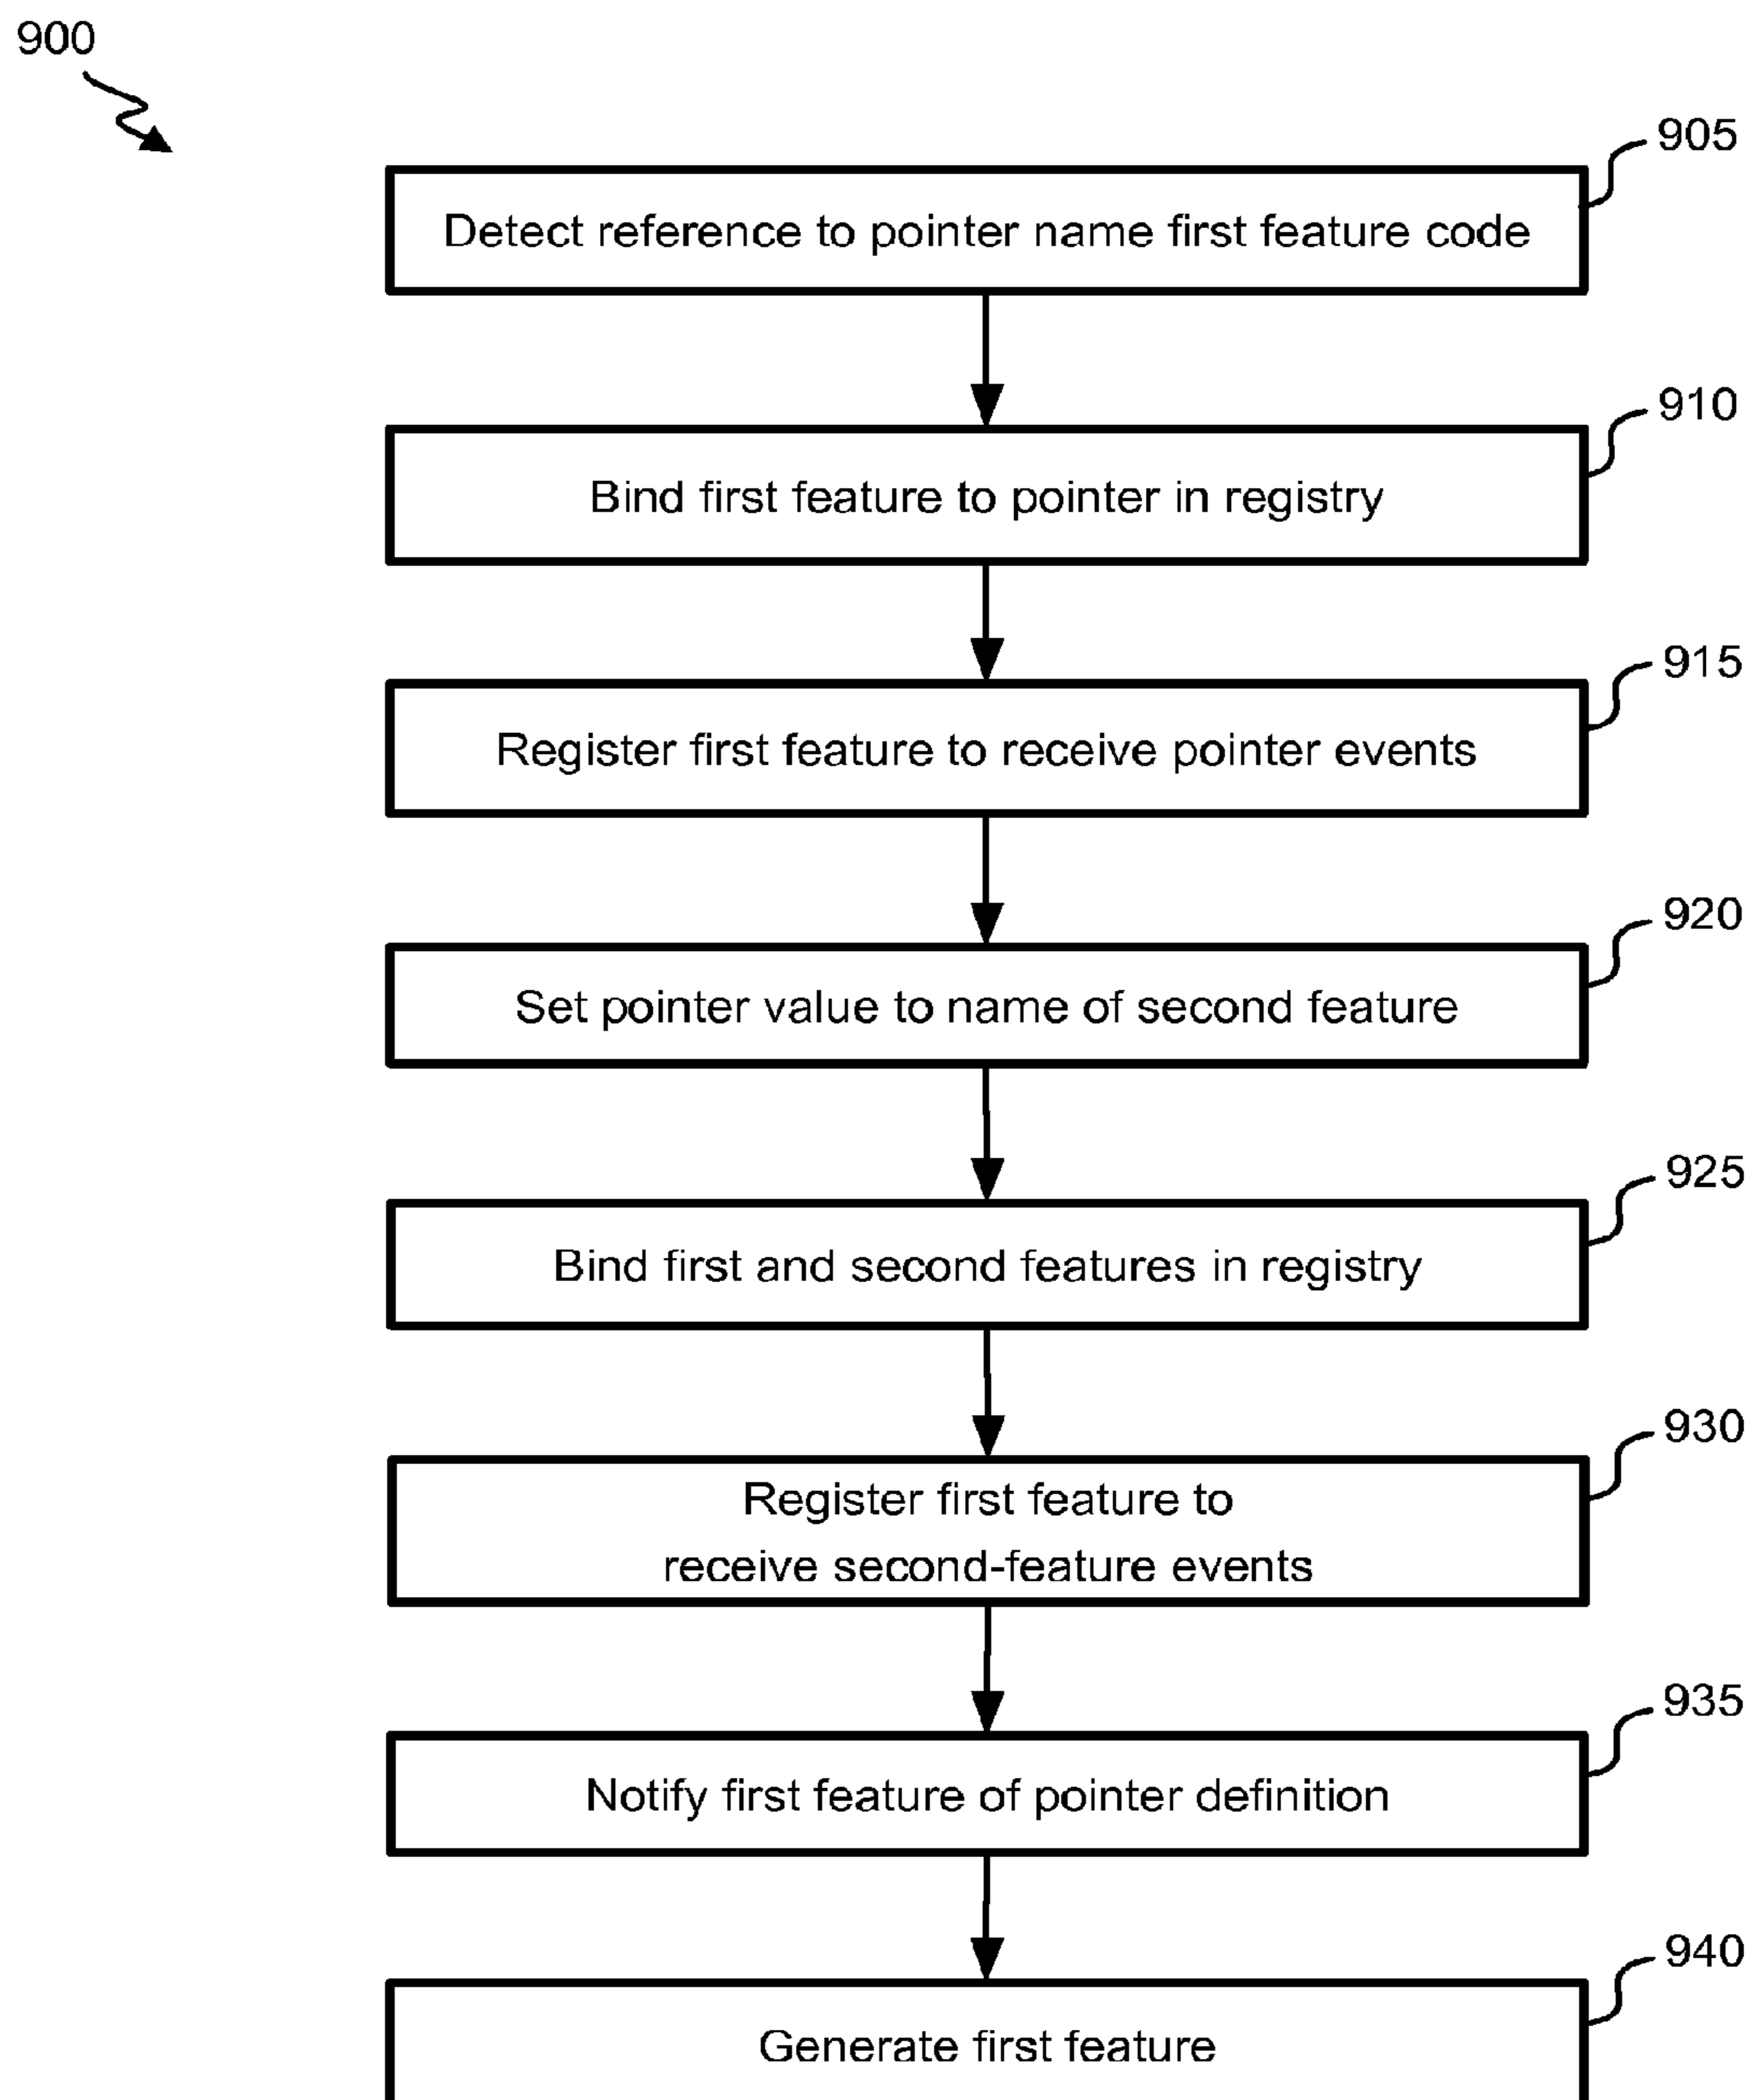 900
905
Detect reference to pointer name first feature code
910
Bind first feature to pointer in registry
915
Register first feature to receive pointer events
920
Set pointer value to name of second feature
925
Bind first and second features in registry
930
Register first feature to
receive second-feature events
935
Notify first feature of pointer definition
940
Generate first feature